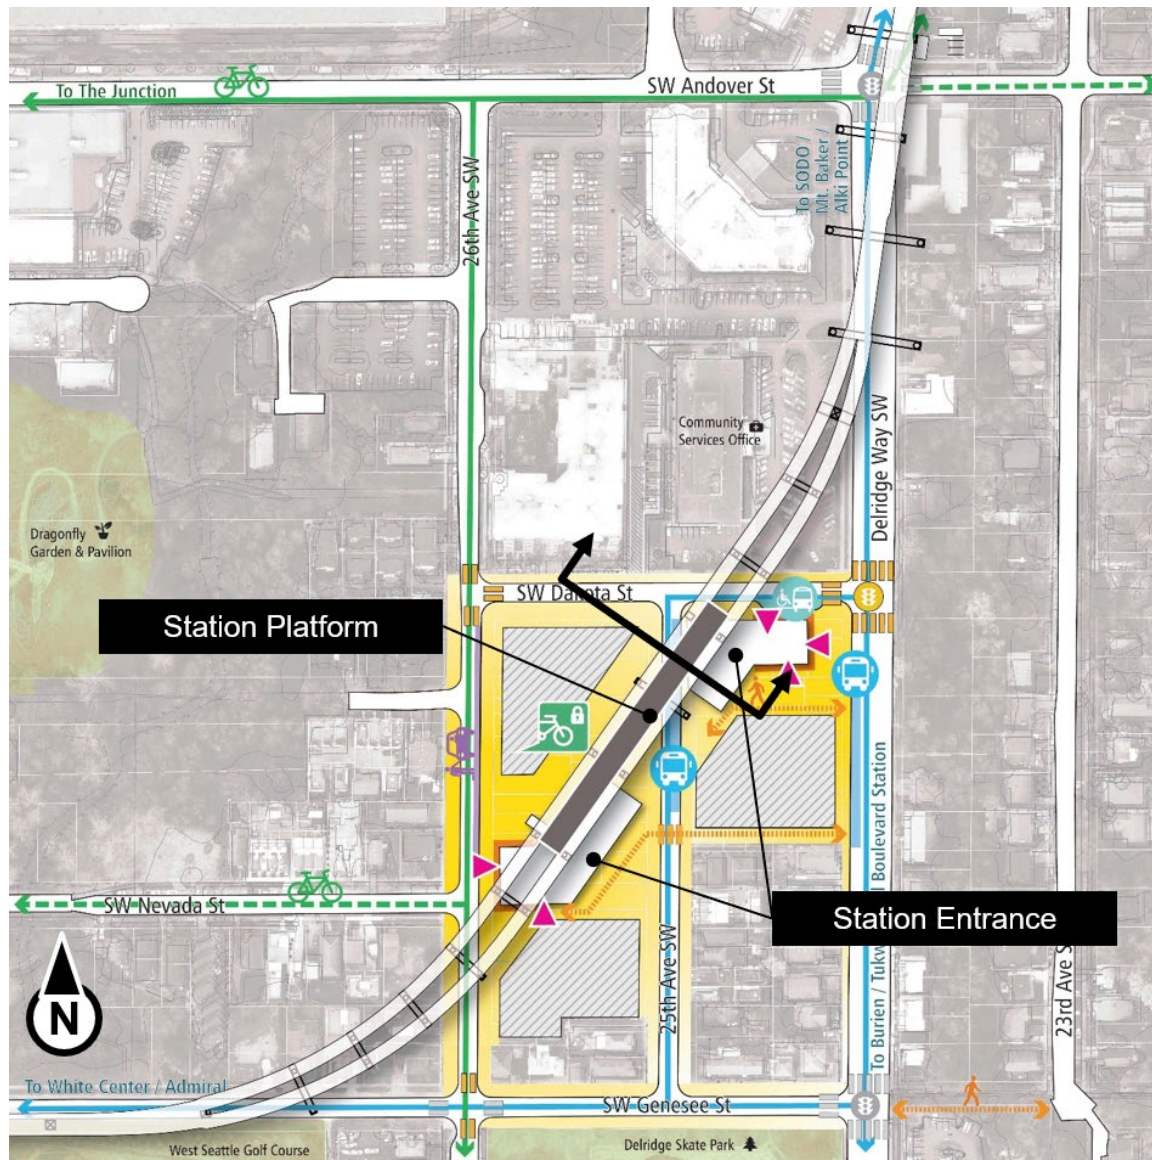 SW Andover St
To The Junction
To SODO /
Mt. Baker /
Alki Point
26th Ave SW
Delridge Way SW
Community
Services Office
Dragonfly
Garden & Pavilion
SW Dakota St
Station Platform
SW Nevada St
Station Entrance
N
25th Ave SW
To Burien / Tukw
l Boulevard Station
23rd Ave S
To White Center / Admiral
SW Genesee St
West Seattle Golf Course
Delridge Skate Park